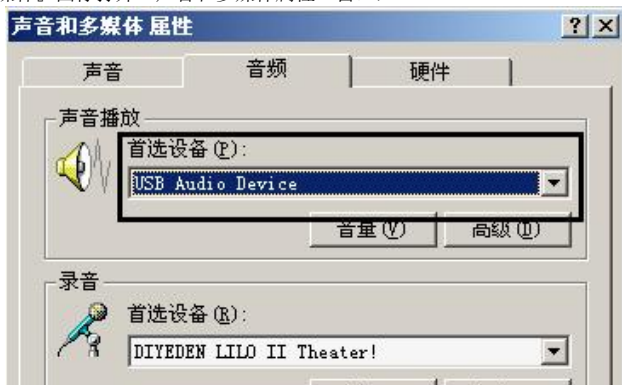 声音和多媒体 属性
声音 音频 硬件
声音播放
首选设备(P):
USB Audio Device
音量(V) 高级(D)
录音
首选设备(R):
DIYEDEN LILO II Theater!